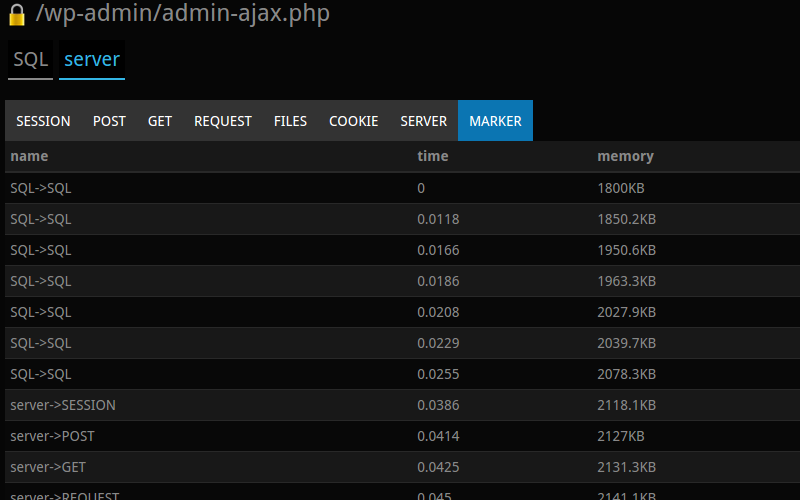 /wp-admin/admin-ajax.php
SQL server
SESSION POST GET REQUEST FILES COOKIE SERVER MARKER
name time memory
SQL->SQL 0 1800KB
SQL->SQL 0.0118 1850.2KB
SQL->SQL 0.0166 1950.6KB
SQL->SQL 0.0186 1963.3KB
SQL->SQL 0.0208 2027.9KB
SQL->SQL 0.0229 2039.7KB
SQL->SQL 0.0255 2078.3KB
server->SESSION 0.0386 2118.1KB
server->POST 0.0414 2127KB
server->GET 0.0425 2131.3KB
server->REQUEST 0.045 2141.1KB